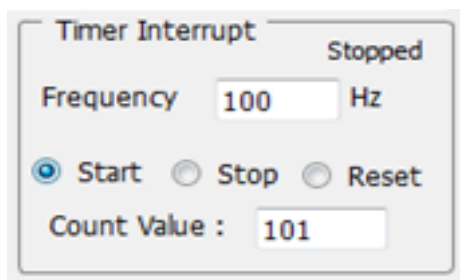 Timer Interrupt
Stopped
Frequency 100 Hz
Start Stop Reset
Count Value : 101